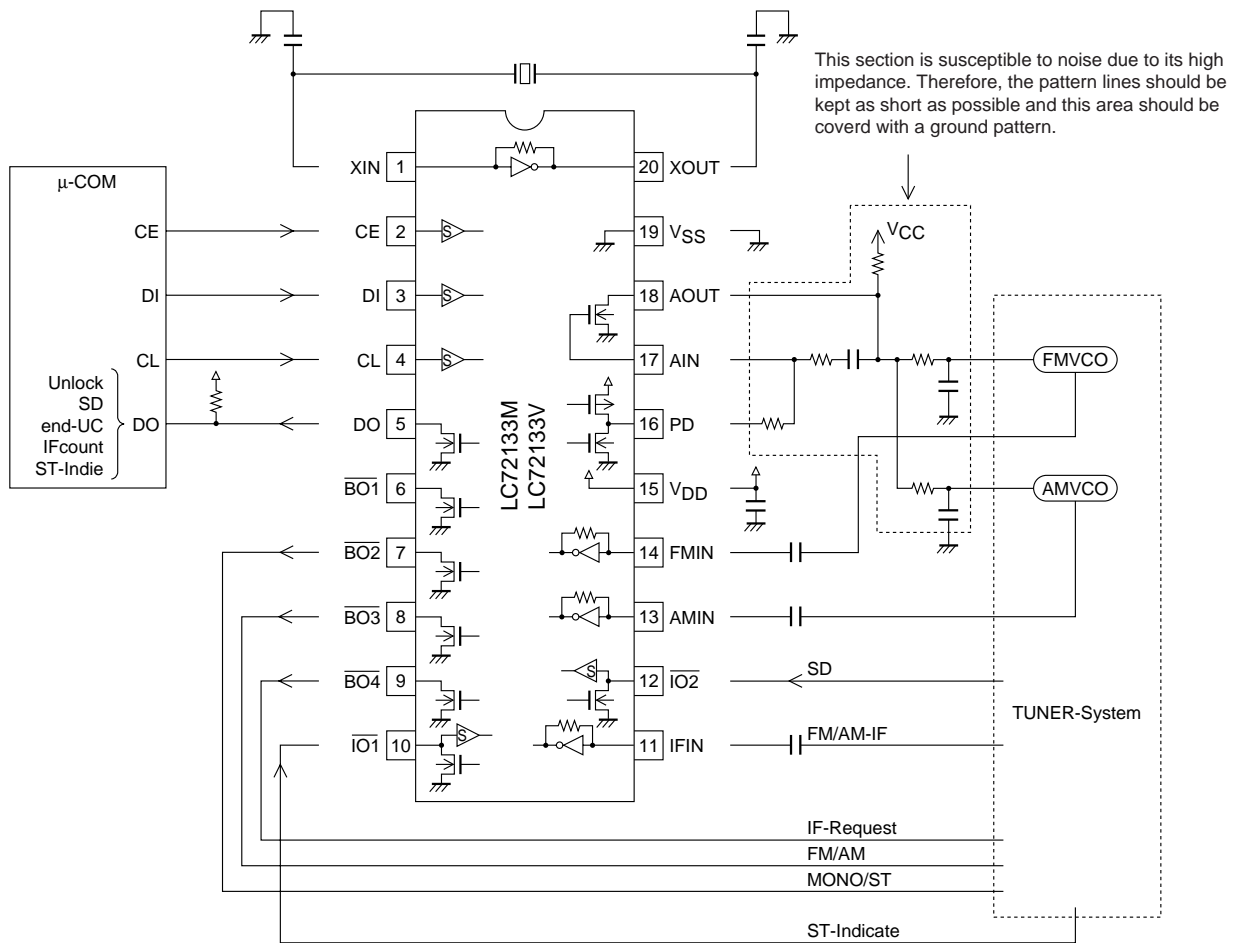 This section is susceptible to noise due to its high
impedance. Therefore, the pattern lines should be
kept as short as possible and this area should be
coverd with a ground pattern.
μ-COM
CE
DI
CL
Unlock
SD
end-UC
IFcount
ST-Indie
DO
XIN 1
CE 2 S
DI 3 S
CL 4 S
DO 5
BO1 6
BO2 7
BO3 8
BO4 9
IO1 10 S
LC72133M
LC72133V
20 XOUT
19 VSS
18 AOUT
17 AIN
16 PD
15 VDD
14 FMIN
13 AMIN
S 12 IO2
11 IFIN
VCC
FMVCO
AMVCO
SD
FM/AM-IF
TUNER-System
IF-Request
FM/AM
MONO/ST
ST-Indicate